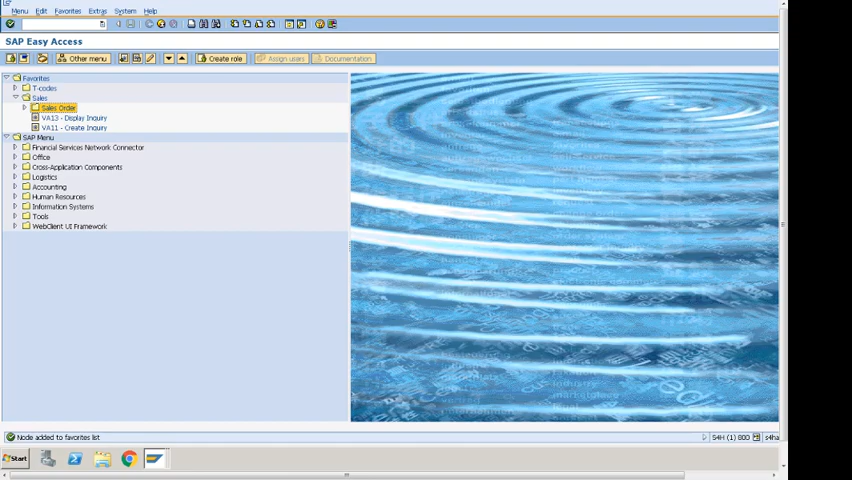 Menu Edit Favorites Extras System Help
SAP Easy Access
Other menu Create role Assign users Documentation
Favorites
T-codes
Sales
Sales Order
VA13 - Display Inquiry
VA11 - Create Inquiry
SAP Menu
Financial Services Network Connector
Office
Cross-Application Components
Logistics
Accounting
Human Resources
Information Systems
Tools
WebClient UI Framework
Node added to favorites list
S4H (1) 800
s4ha
Start